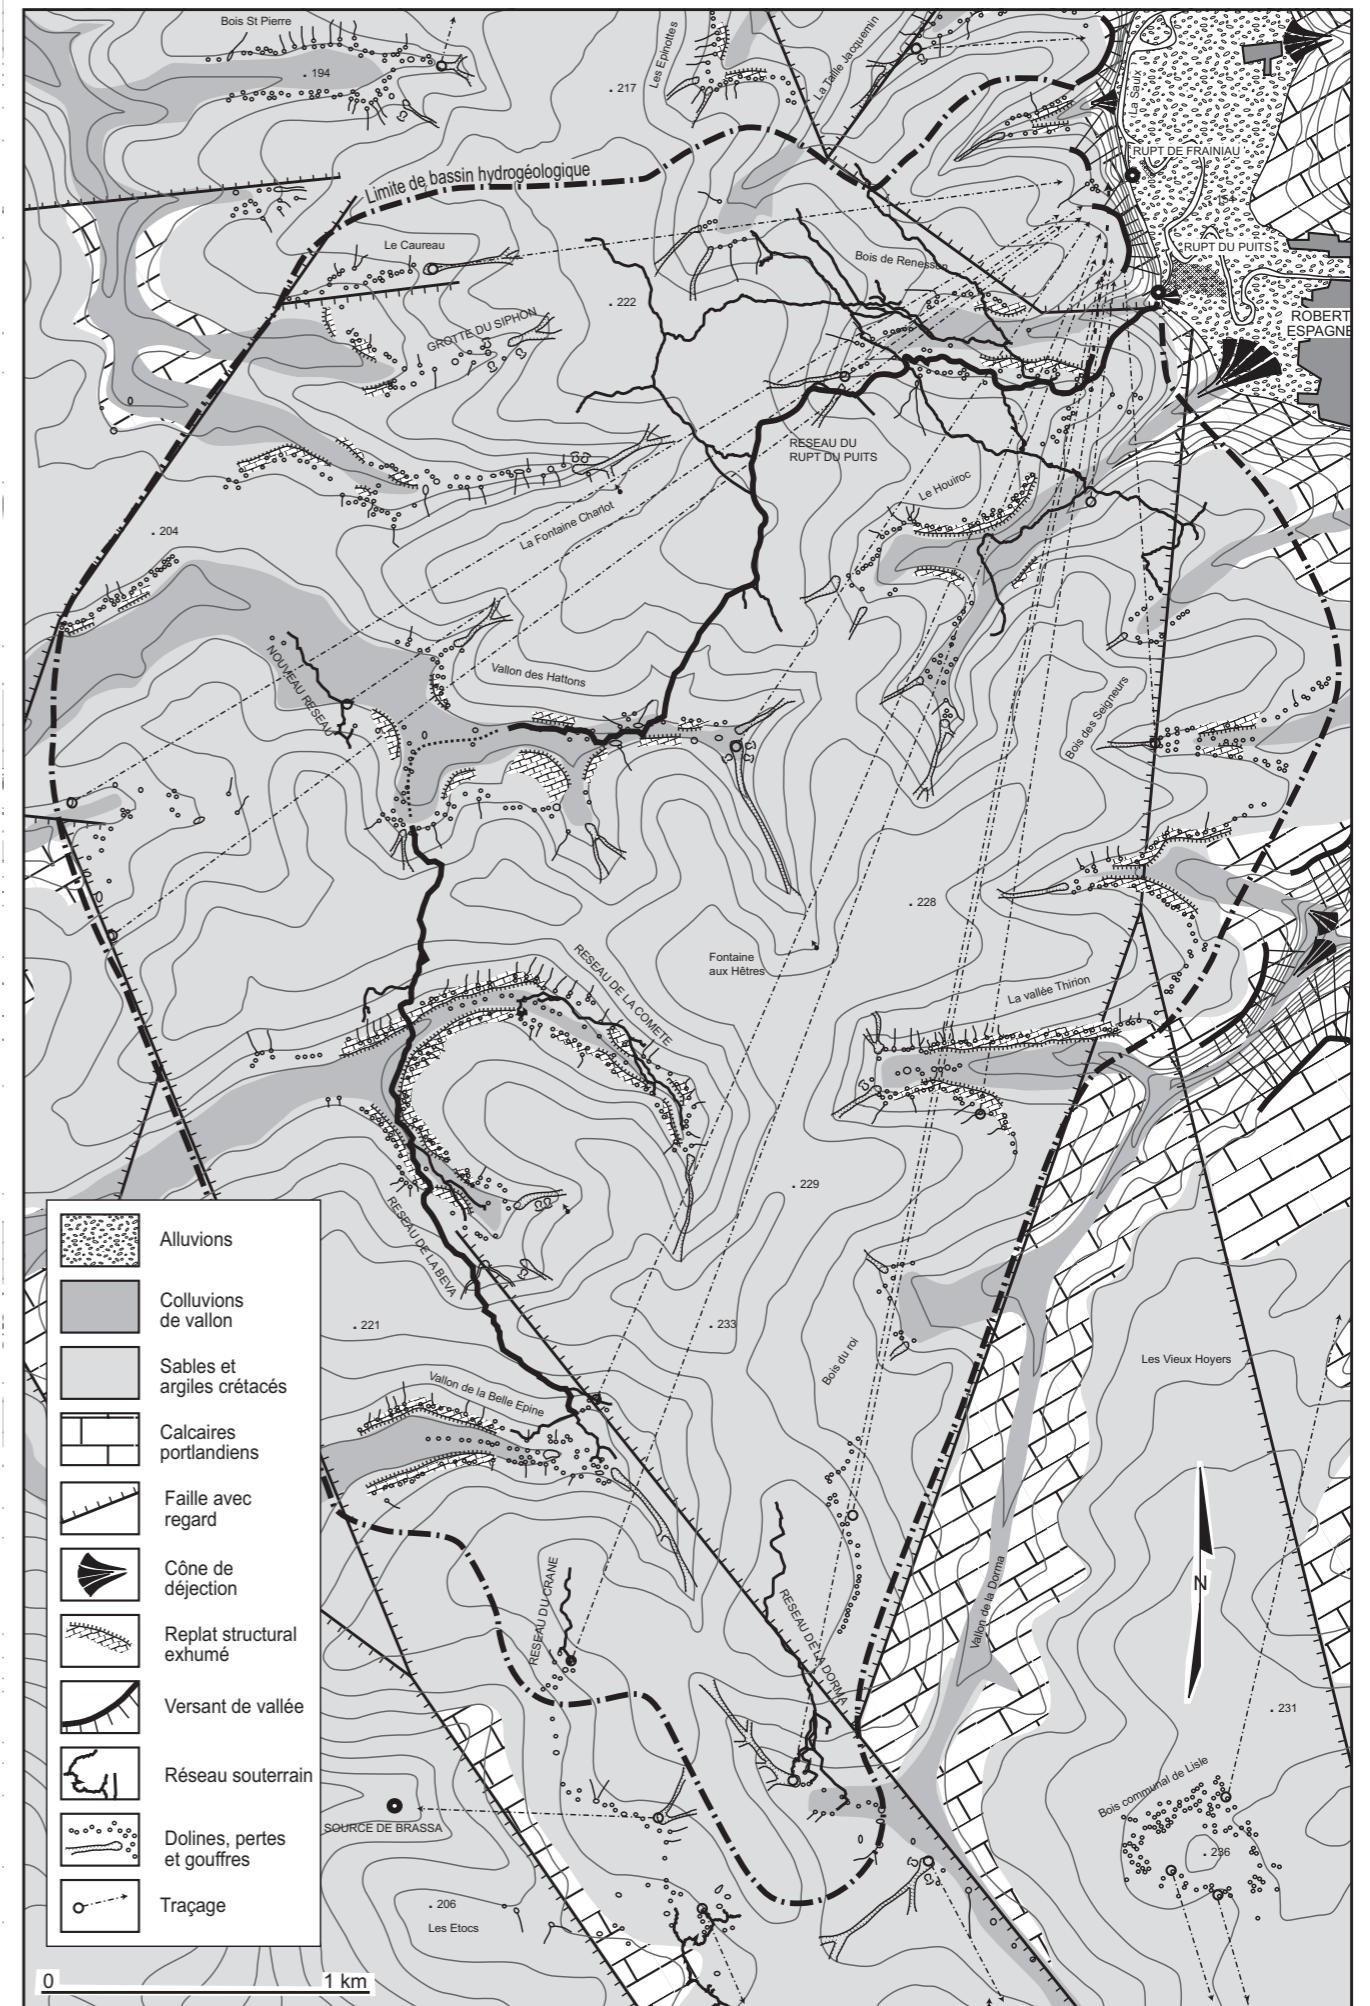 Bois St Pierre
. 194
Les Epinottes
. 217
La Taille Jacquemin
La Saulx
RUPT DE FRAINIAU
154
RUPT DU PUITS
ROBERT
ESPAGNE
Limite de bassin hydrogéologique
Le Caureau
Bois de Renesson
. 222
GROTTE DU SIPHON
RESEAU DU
RUPT DU PUITS
Le Houiroc
La Fontaine Charlot
. 204
NOUVEAU RESEAU
Vallon des Hattons
Bois des Seigneurs
. 228
Fontaine
aux Hêtres
RESEAU DE LA COMETE
La vallée Thirion
. 229
RESEAU DE LA BEVA
. 221
. 233
Bois du roi
Les Vieux Hoyers
Vallon de la Belle Epine
RESEAU DU CRANE
RESEAU DE LA DORMA
Vallon de la Dorma
N
. 231
Bois communal de Lisle
. 236
SOURCE DE BRASSA
. 206
Les Etocs
Alluvions
Colluvions
de vallon
Sables et
argiles crétacés
Calcaires
portlandiens
Faille avec
regard
Cône de
déjection
Replat structural
exhumé
Versant de vallée
Réseau souterrain
Dolines, pertes
et gouffres
Traçage
0 1 km